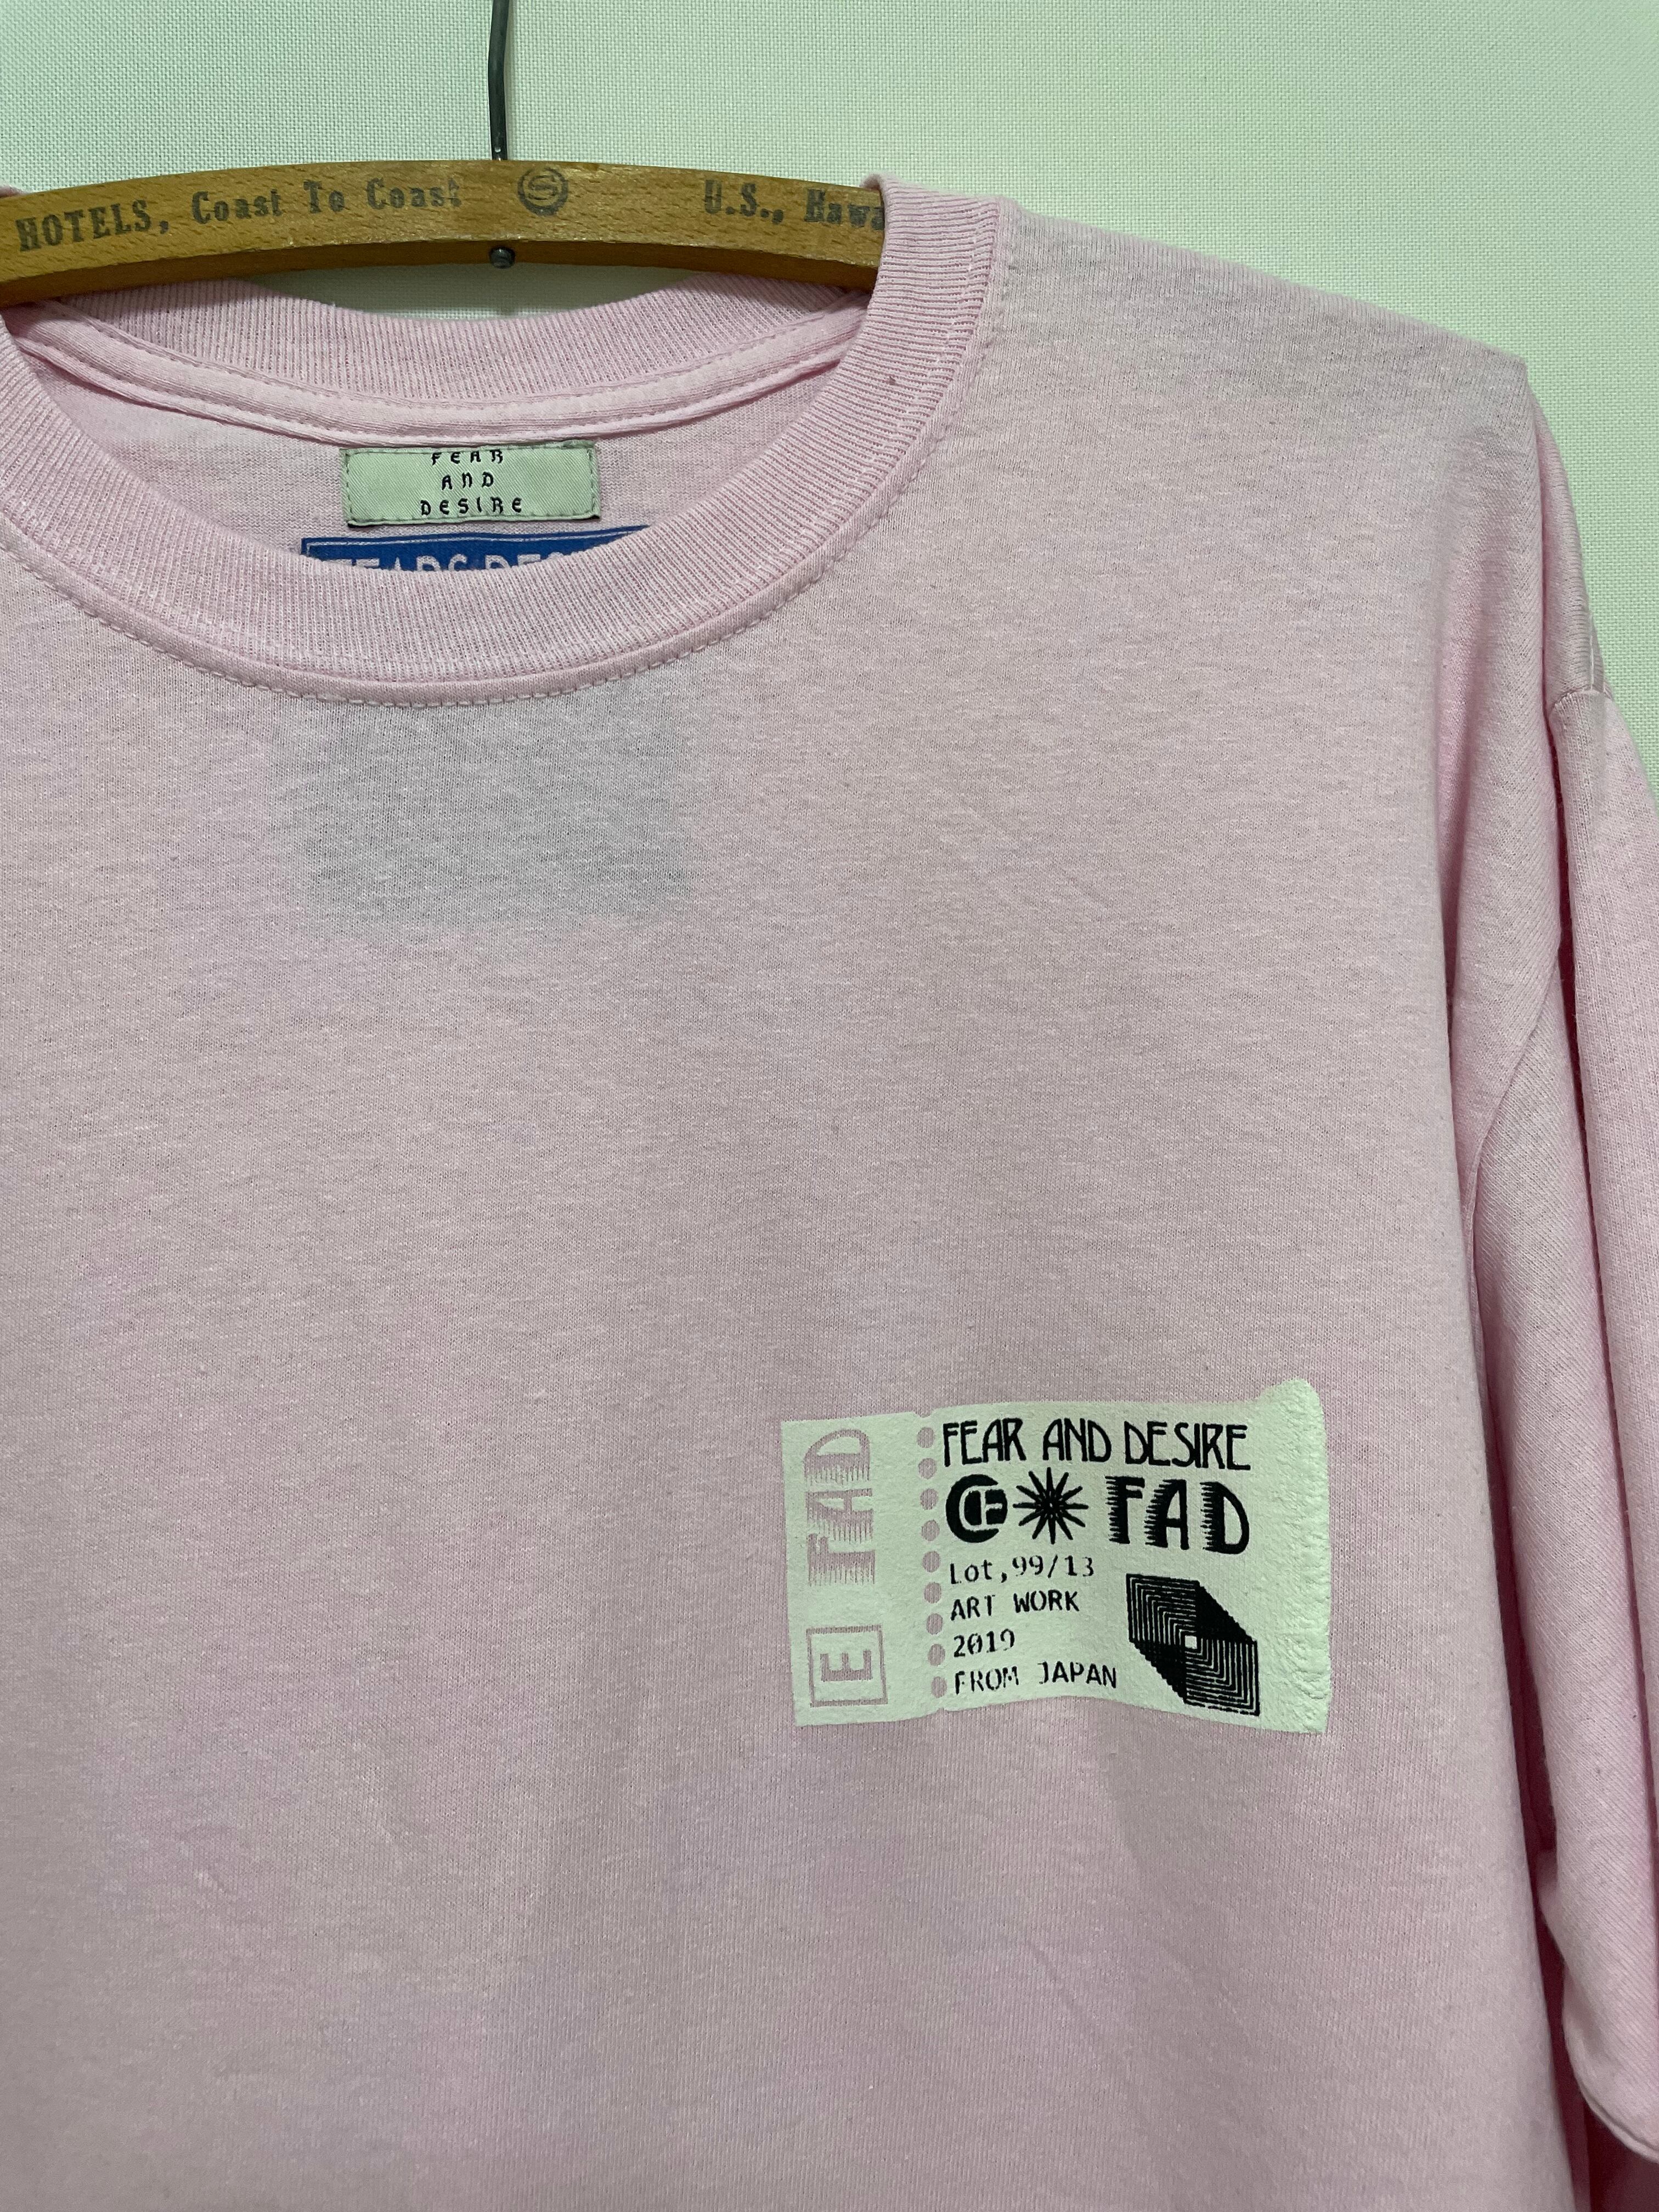 HOTELS, Coast To Coast
U.S.,
FEAR
AND
DESIRE
FAD
E
FEAR AND DESIRE
FAD
Lot,99/13
ART WORK
2019
FROM JAPAN